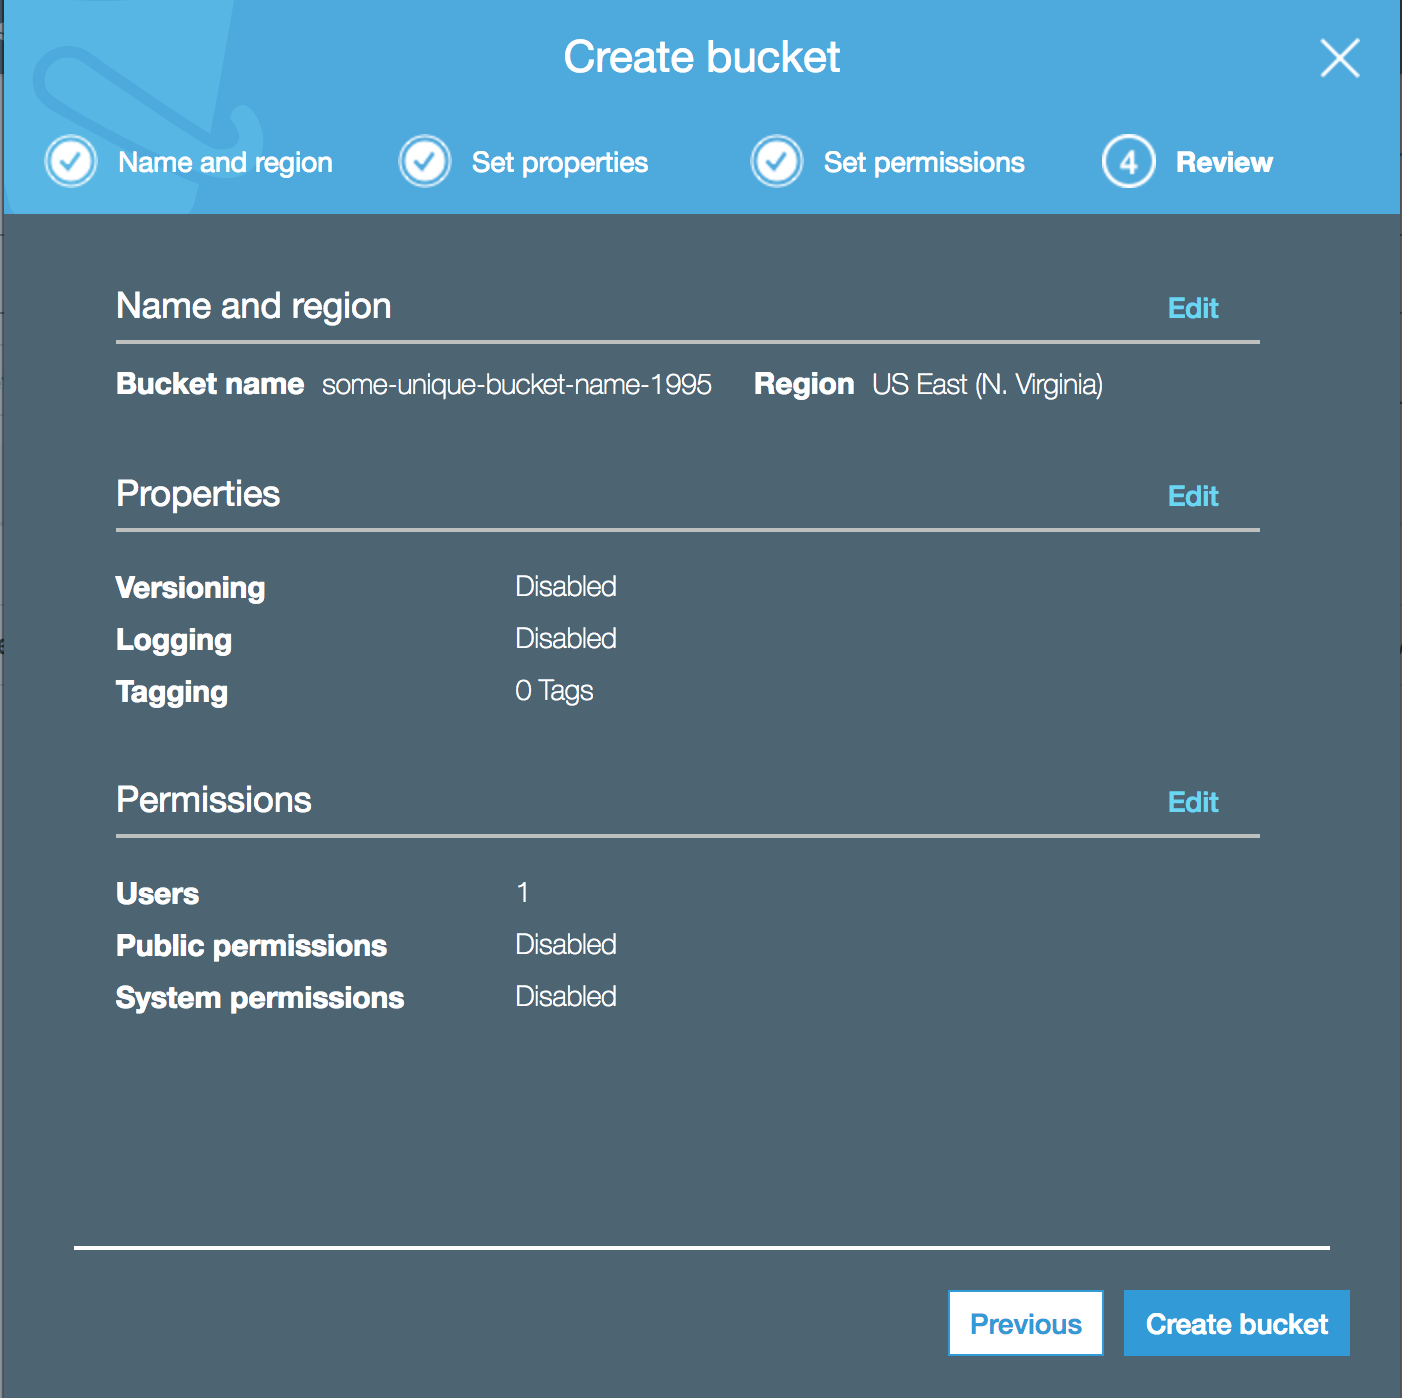 Create bucket
Name and region
Set properties
Set permissions
4 Review
Name and region Edit
Bucket name some-unique-bucket-name-1995 Region US East (N. Virginia)
Properties Edit
Versioning Disabled
Logging Disabled
Tagging 0 Tags
Permissions Edit
Users 1
Public permissions Disabled
System permissions Disabled
Previous Create bucket